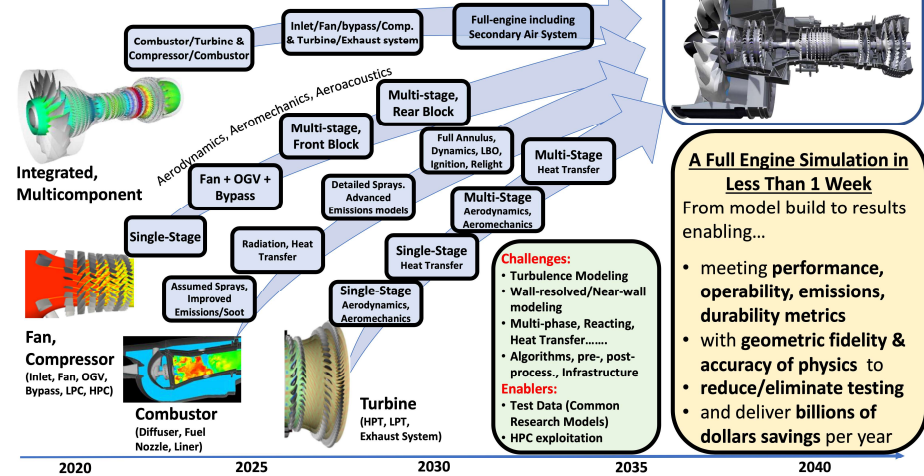 Combustor/Turbine &
Compressor/Combustor
Inlet/Fan/bypass/Comp.
& Turbine/Exhaust system
Full-engine including
Secondary Air System
Integrated,
Multicomponent
Aerodynamics, Aeromechanics, Aeroacoustics
Single-Stage
Fan + OGV +
Bypass
Multi-stage,
Front Block
Multi-stage,
Rear Block
Fan,
Compressor
(Inlet, Fan, OGV,
Bypass, LPC, HPC)
Assumed Sprays,
Improved
Emissions/Soot
Radiation, Heat
Transfer
Detailed Sprays.
Advanced
Emissions models
Full Annulus,
Dynamics, LBO,
Ignition, Relight
Combustor
(Diffuser, Fuel
Nozzle, Liner)
Single-Stage
Aerodynamics,
Aeromechanics
Single-Stage
Heat Transfer
Multi-Stage
Aerodynamics,
Aeromechanics
Multi-Stage
Heat Transfer
Turbine
(HPT, LPT,
Exhaust System)
Challenges:
• Turbulence Modeling
• Wall-resolved/Near-wall
modeling
• Multi-phase, Reacting,
Heat Transfer.......
• Algorithms, pre-, post-
process., Infrastructure
Enablers:
• Test Data (Common
Research Models)
• HPC exploitation
A Full Engine Simulation in
Less Than 1 Week
From model build to results
enabling...
• meeting performance,
operability, emissions,
durability metrics
• with geometric fidelity &
accuracy of physics to
• reduce/eliminate testing
• and deliver billions of
dollars savings per year
2020
2025
2030
2035
2040